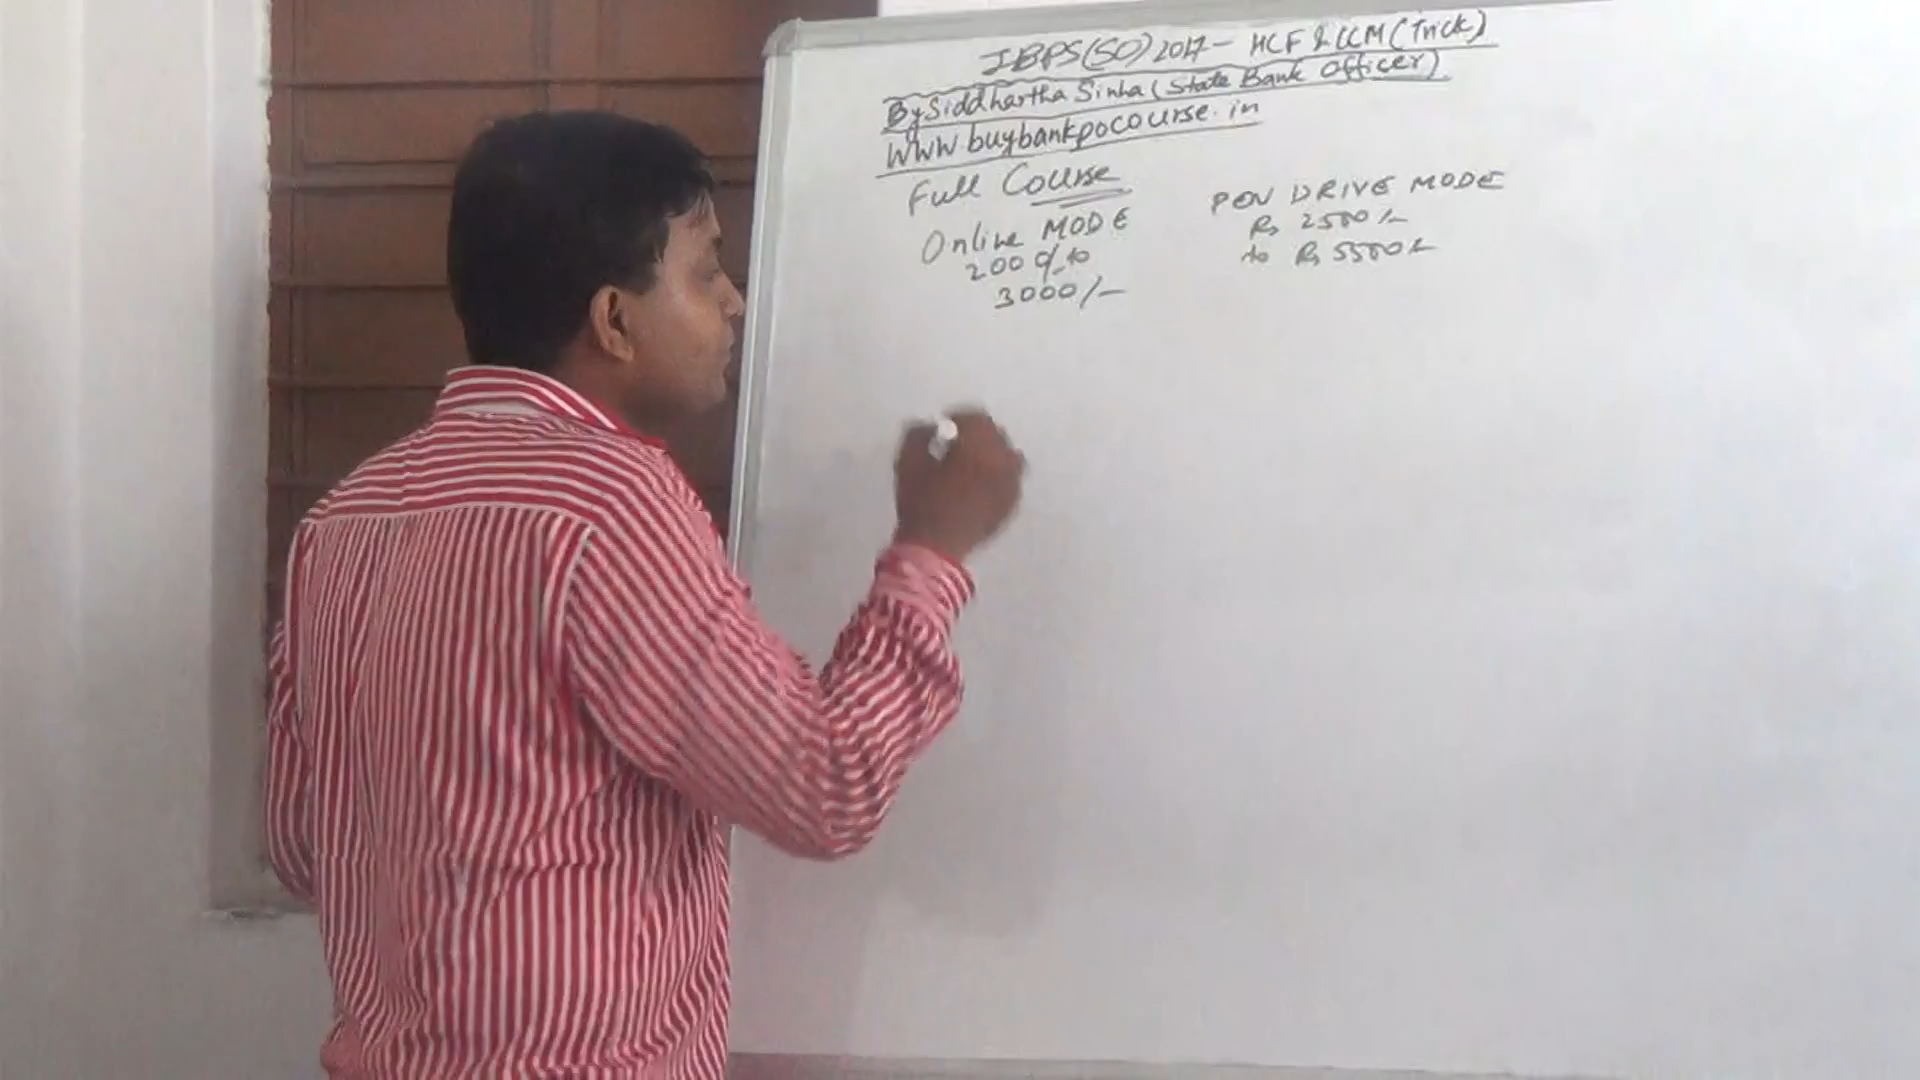 IBPS(SO) 2017 - HCF & LCM (Trick)
By Siddhartha Sinha (State Bank Officer)
www.buybankpocourse.in
Full Course
Online MODE
2000/- to
3000/-
PEN DRIVE MODE
Rs 2500/-
to Rs 5500/-